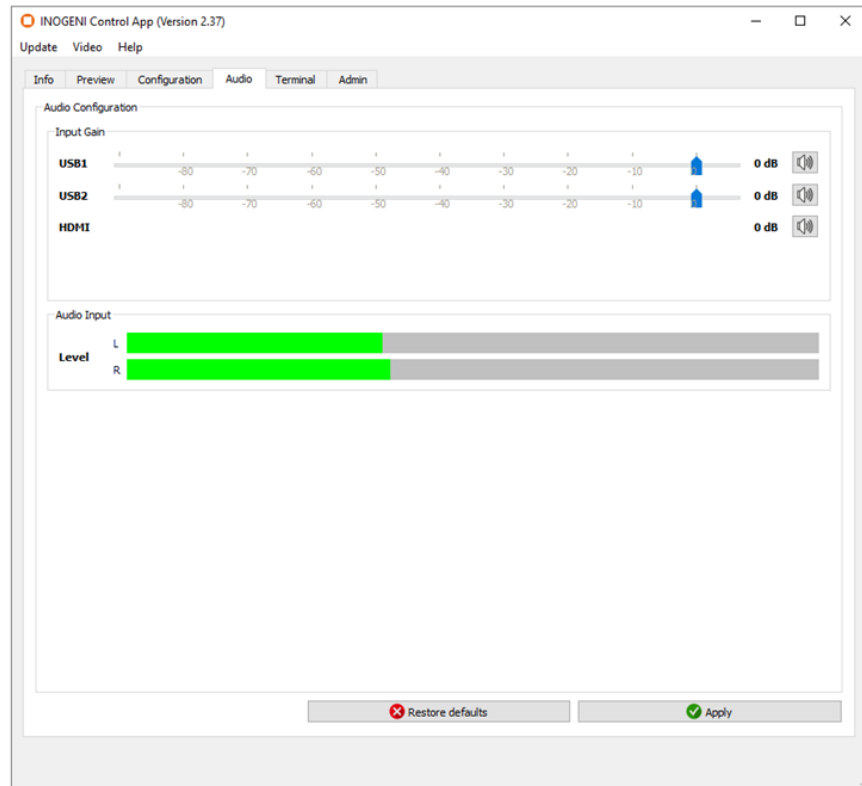 INOGENI Control App (Version 2.37)
Update Video Help
Info Preview Configuration Audio Terminal Admin
Audio Configuration
Input Gain
USB1 -80 -70 -60 -50 -40 -30 -20 -10 0 0 dB
USB2 -80 -70 -60 -50 -40 -30 -20 -10 0 0 dB
HDMI 0 dB
Audio Input
L
Level
R
Restore defaults Apply